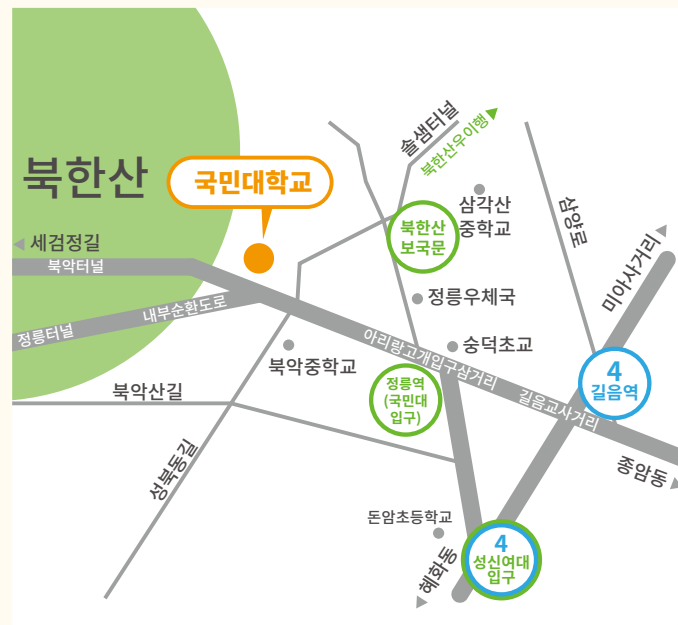 솔샘터널
북한산우이행
북한산
국민대학교
삼각산
중학교
삼양로
북한산
보국문
미아사거리
세검정길
북악터널
정릉우체국
내부순환도로
정릉터널
아리랑고개입구삼거리
숭덕초교
북악중학교
4
길음역
정릉역
(국민대
입구)
북악산길
길음교사거리
성북동길
종암동
돈암초등학교
4
성신여대
입구
혜화동